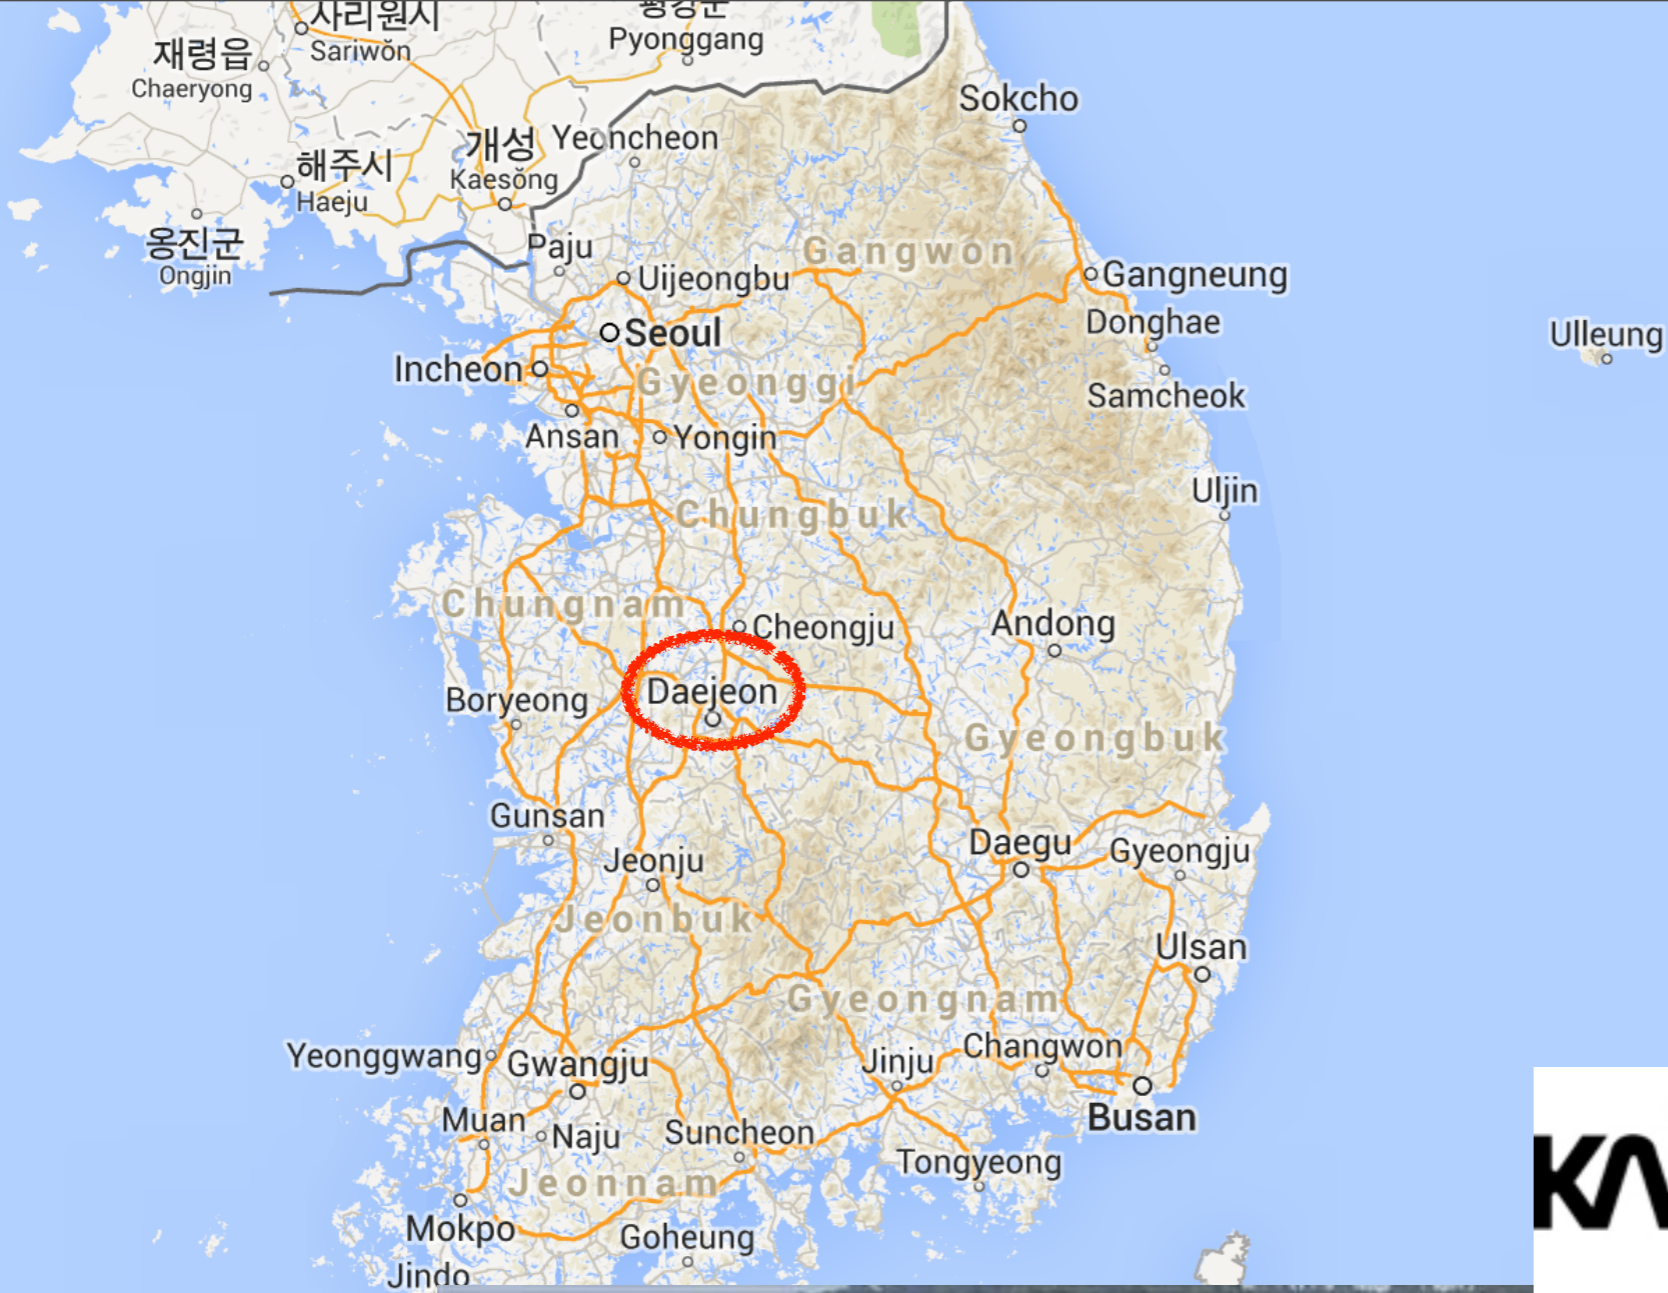 사리원시
Sariwŏn
평강군
Pyonggang
재령읍
Chaeryong
Sokcho
개성
Kaesŏng
Yeoncheon
해주시
Haeju
옹진군
Ongjin
Paju
Uijeongbu
Gangwon
Gangneung
Seoul
Donghae
Ulleung
Incheon
Gyeonggi
Samcheok
Ansan
Yongin
Uljin
Chungbuk
Chungnam
Cheongju
Andong
Daejeon
Boryeong
Gyeongbuk
Gunsan
Daegu
Gyeongju
Jeonju
Jeonbuk
Ulsan
Gyeongnam
Yeonggwang
Gwangju
Jinju
Changwon
Busan
Muan
Naju
Suncheon
Tongyeong
Jeonnam
Mokpo
Goheung
Jindo